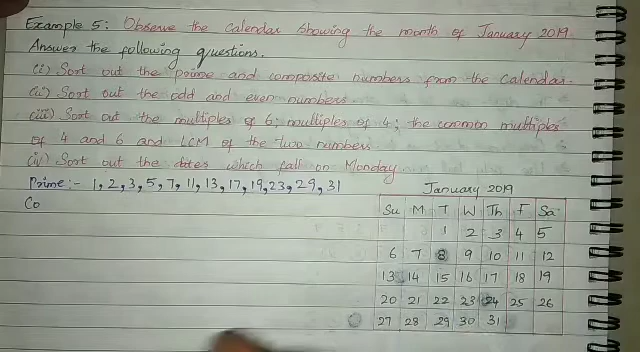 Example 5: Observe the Calendar showing the month of January 2019.
Answer the following questions.
(i) Sort out the prime and composite numbers from the calendar.
(ii) Sort out the odd and even numbers.
(iii) Sort out the multiples of 6; multiples of 4; the common multiples
of 4 and 6 and LCM of the two numbers.
(iv) Sort out the dates which fall on Monday.
Prime:- 1, 2, 3, 5, 7, 11, 13, 17, 19, 23, 29, 31
Co
January 2019
Su M T W Th F Sa
1 2 3 4 5
6 7 8 9 10 11 12
13 14 15 16 17 18 19
20 21 22 23 24 25 26
27 28 29 30 31